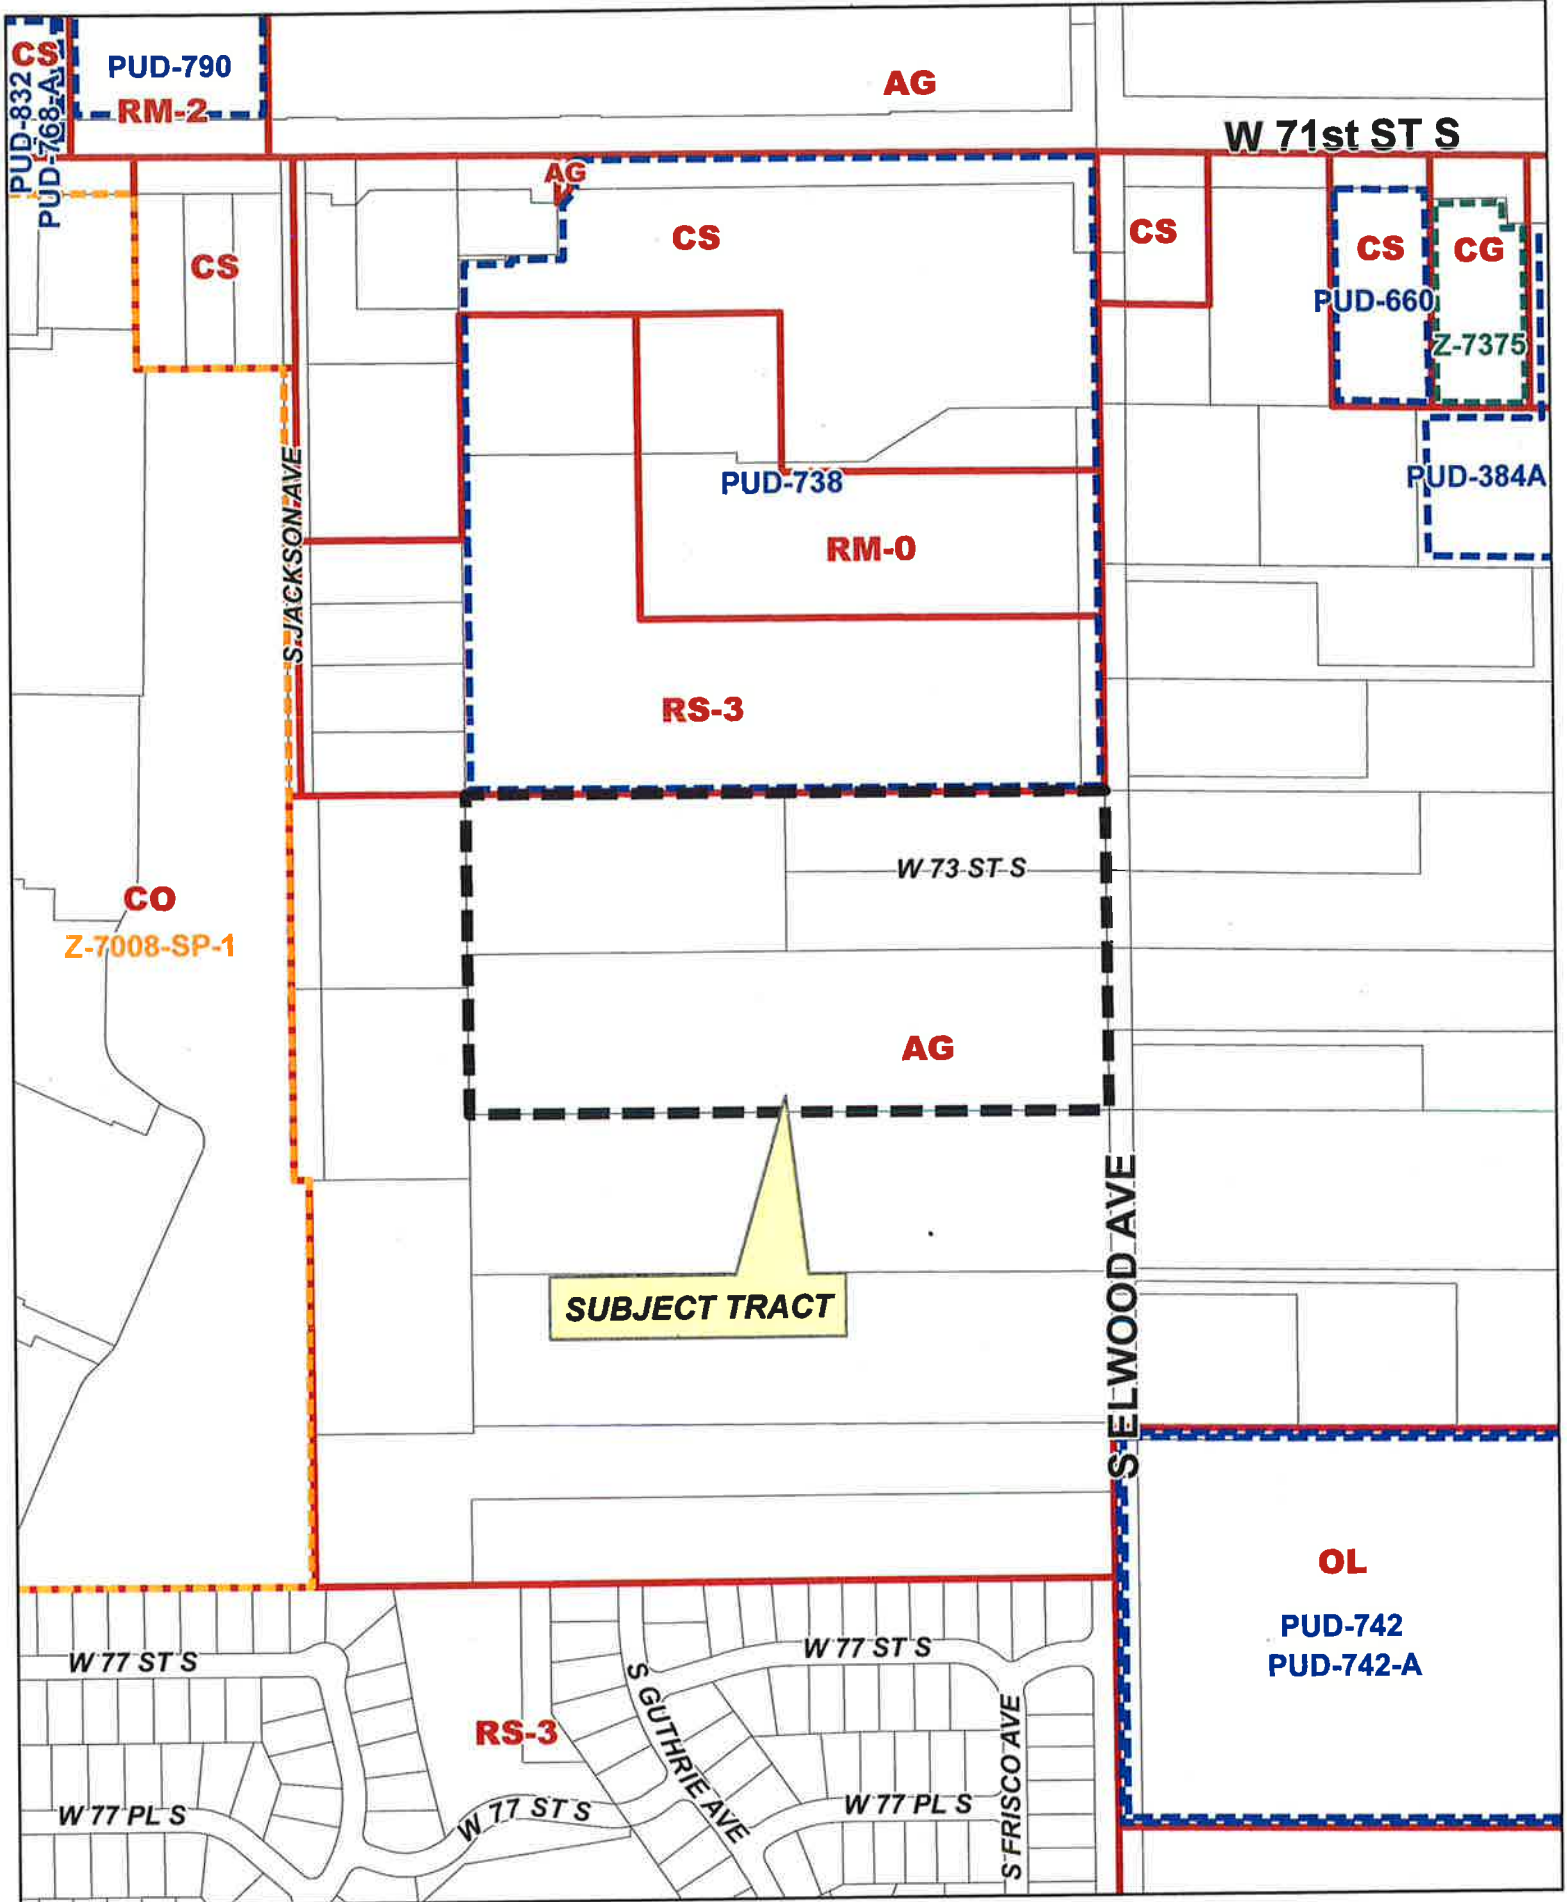 CS
PUD-832
PUD-768-A
PUD-790
RM-2
AG
W 71st ST S
AG
CS
CS
CS
CS
PUD-660
CG
Z-7375
PUD-384A
PUD-738
RM-0
S JACKSON AVE
RS-3
W 73 ST S
CO
Z-7008-SP-1
AG
SUBJECT TRACT
S ELWOOD AVE
OL
PUD-742
PUD-742-A
W 77 ST S
W 77 ST S
S GUTHRIE AVE
RS-3
S FRISCO AVE
W 77 PL S
W 77 ST S
W 77 PL S